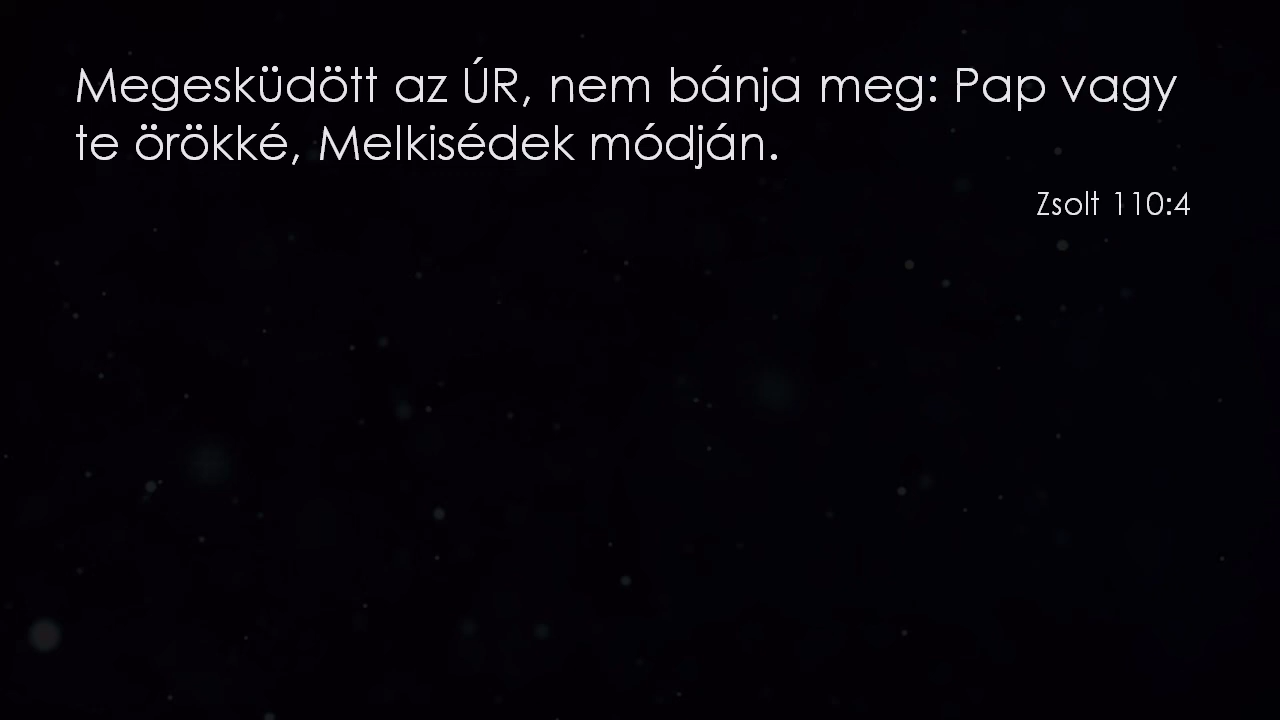 Megesküdött az ÚR, nem bánja meg: Pap vagy
te örökké, Melkisédek módján.
Zsolt 110:4